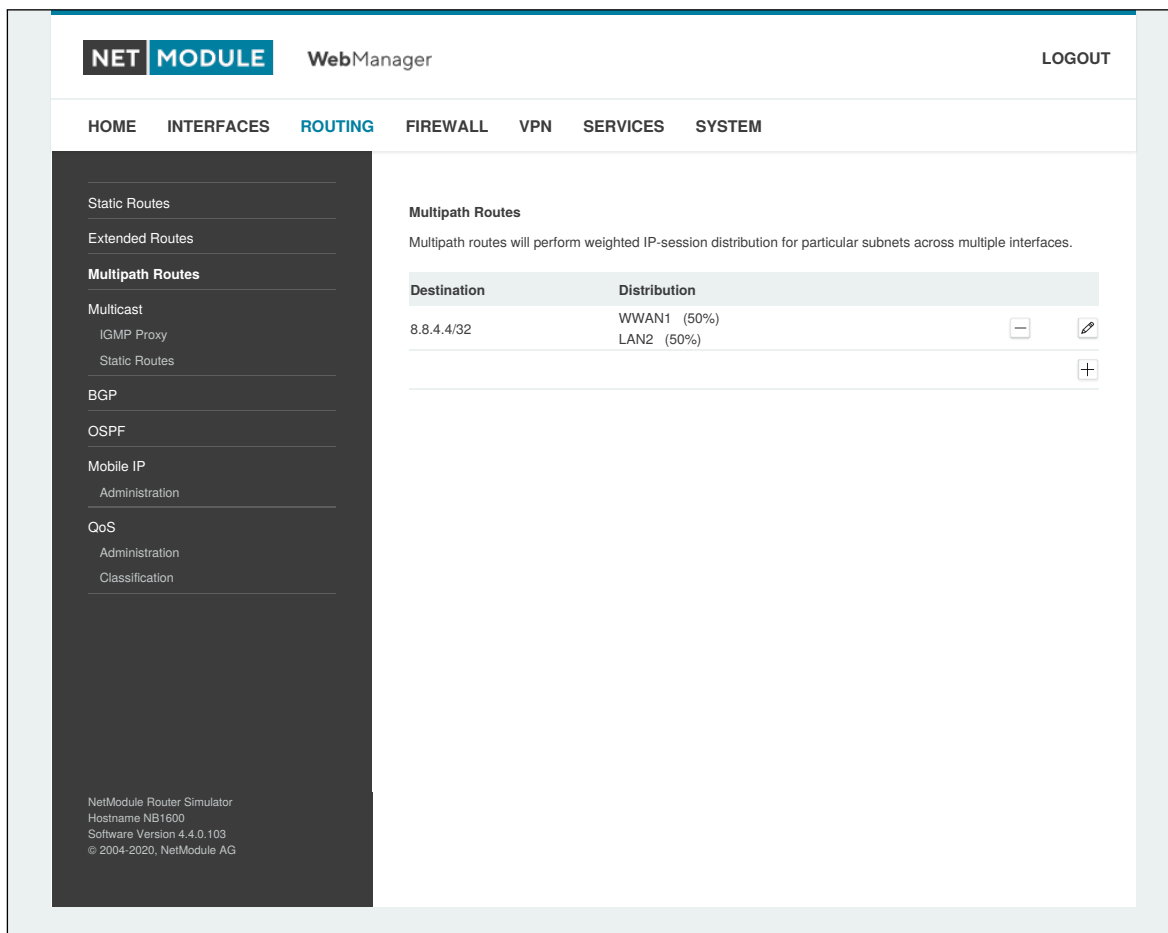 NET MODULE WebManager LOGOUT
HOME INTERFACES ROUTING FIREWALL VPN SERVICES SYSTEM
Static Routes
Extended Routes
Multipath Routes
Multicast
IGMP Proxy
Static Routes
BGP
OSPF
Mobile IP
Administration
QoS
Administration
Classification
NetModule Router Simulator
Hostname NB1600
Software Version 4.4.0.103
© 2004-2020, NetModule AG
Multipath Routes
Multipath routes will perform weighted IP-session distribution for particular subnets across multiple interfaces.
Destination Distribution
8.8.4.4/32 WWAN1 (50%)
LAN2 (50%)